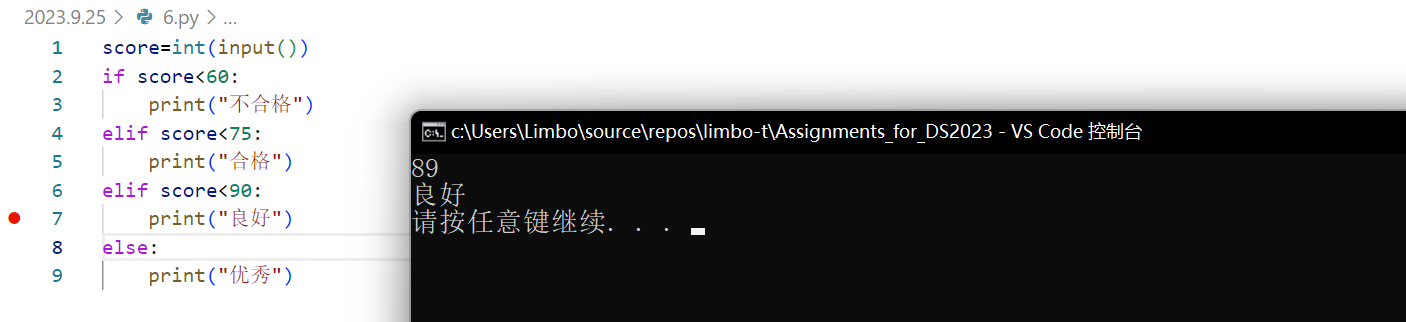 2023.9.25 > 6.py > ...
1 score=int(input())
2 if score<60:
3     print("不合格")
4 elif score<75:
5     print("合格")
6 elif score<90:
7     print("良好")
8 else:
9     print("优秀")
c:\Users\Limbo\source\repos\limbo-t\Assignments_for_DS2023 - VS Code 控制台
89
良好
请按任意键继续. . .